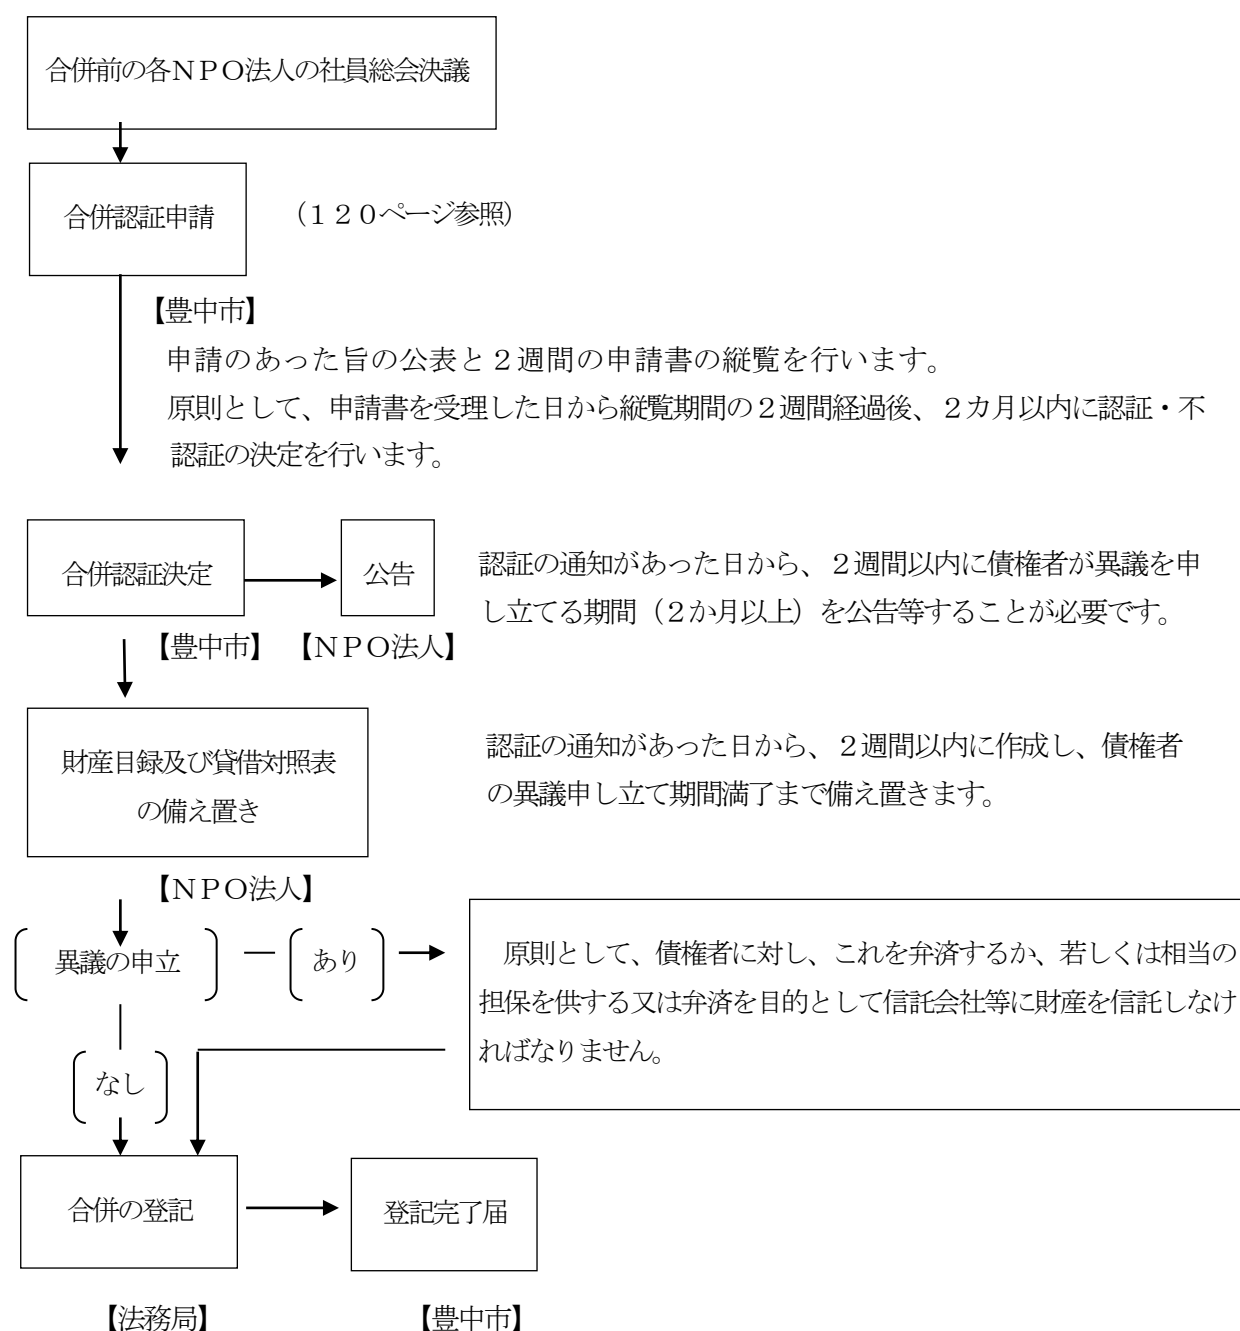 合併前の各ＮＰＯ法人の社員総会決議
合併認証申請
（１２０ページ参照）
【豊中市】
申請のあった旨の公表と２週間の申請書の縦覧を行います。
原則として、申請書を受理した日から縦覧期間の２週間経過後、２カ月以内に認証・不
認証の決定を行います。
合併認証決定
公告
認証の通知があった日から、２週間以内に債権者が異議を申
し立てる期間（２か月以上）を公告等することが必要です。
【豊中市】
【ＮＰＯ法人】
財産目録及び貸借対照表
の備え置き
認証の通知があった日から、２週間以内に作成し、債権者
の異議申し立て期間満了まで備え置きます。
【ＮＰＯ法人】
異議の申立
あり
原則として、債権者に対し、これを弁済するか、若しくは相当の
担保を供する又は弁済を目的として信託会社等に財産を信託しなけ
ればなりません。
なし
合併の登記
登記完了届
【法務局】
【豊中市】